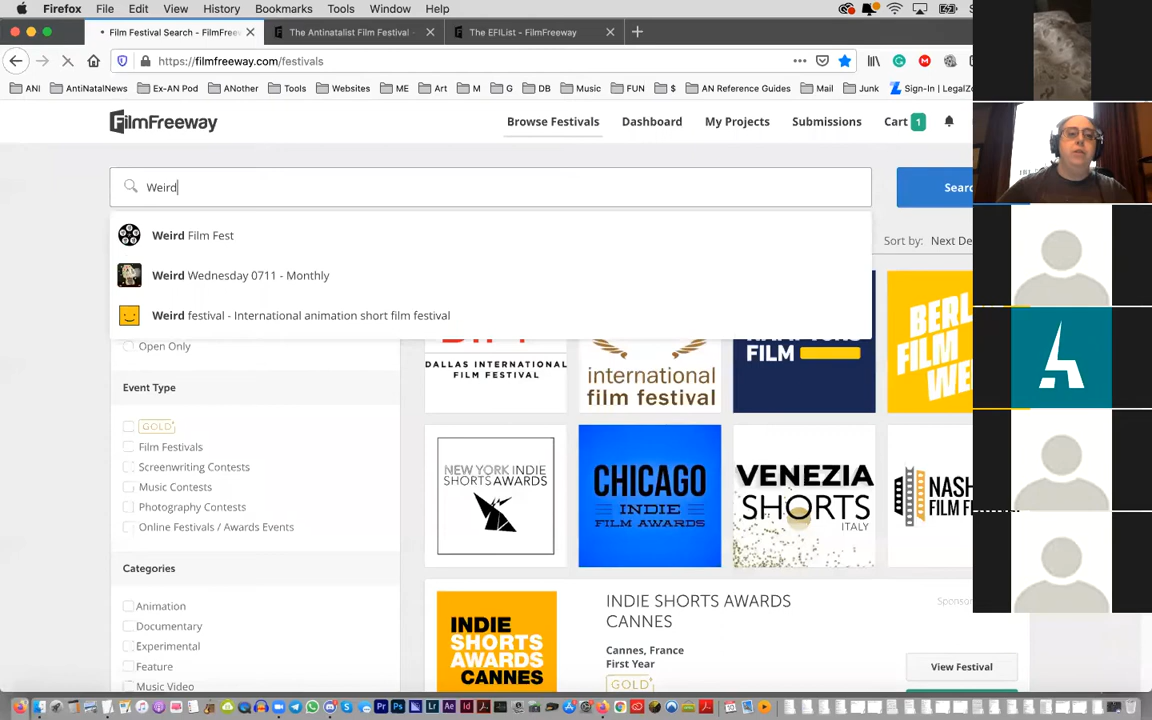 Firefox File Edit View History Bookmarks Tools Window Help
Film Festival Search - FilmFreew
The Antinatalist Film Festival
The EFIList - FilmFreeway
https://filmfreeway.com/festivals
ANI AntiNatalNews Ex-AN Pod ANother Tools Websites ME Art M G DB Music FUN $ AN Reference Guides Mail Junk Sign-In | LegalZ
FilmFreeway
Browse Festivals Dashboard My Projects Submissions Cart 1
Weird
Searc
Weird Film Fest
Sort by: Next De
Weird Wednesday 0711 - Monthly
Weird festival - International animation short film festival
Open Only
Event Type
GOLD
Film Festivals
Screenwriting Contests
Music Contests
Photography Contests
Online Festivals / Awards Events
Categories
Animation
Documentary
Experimental
Feature
Music Video
DALLAS INTERNATIONAL
FILM FESTIVAL
international
film festival
FILM
BERL
FILM
WE
NEW YORK INDIE
SHORTS AWARDS
CHICAGO
INDIE
FILM AWARDS
VENEZIA
SHORTS
ITALY
NASH
FILM F
INDIE
SHORTS
AWARDS
CANNES
INDIE SHORTS AWARDS
CANNES
Sponso
Cannes, France
First Year
GOLD
View Festival